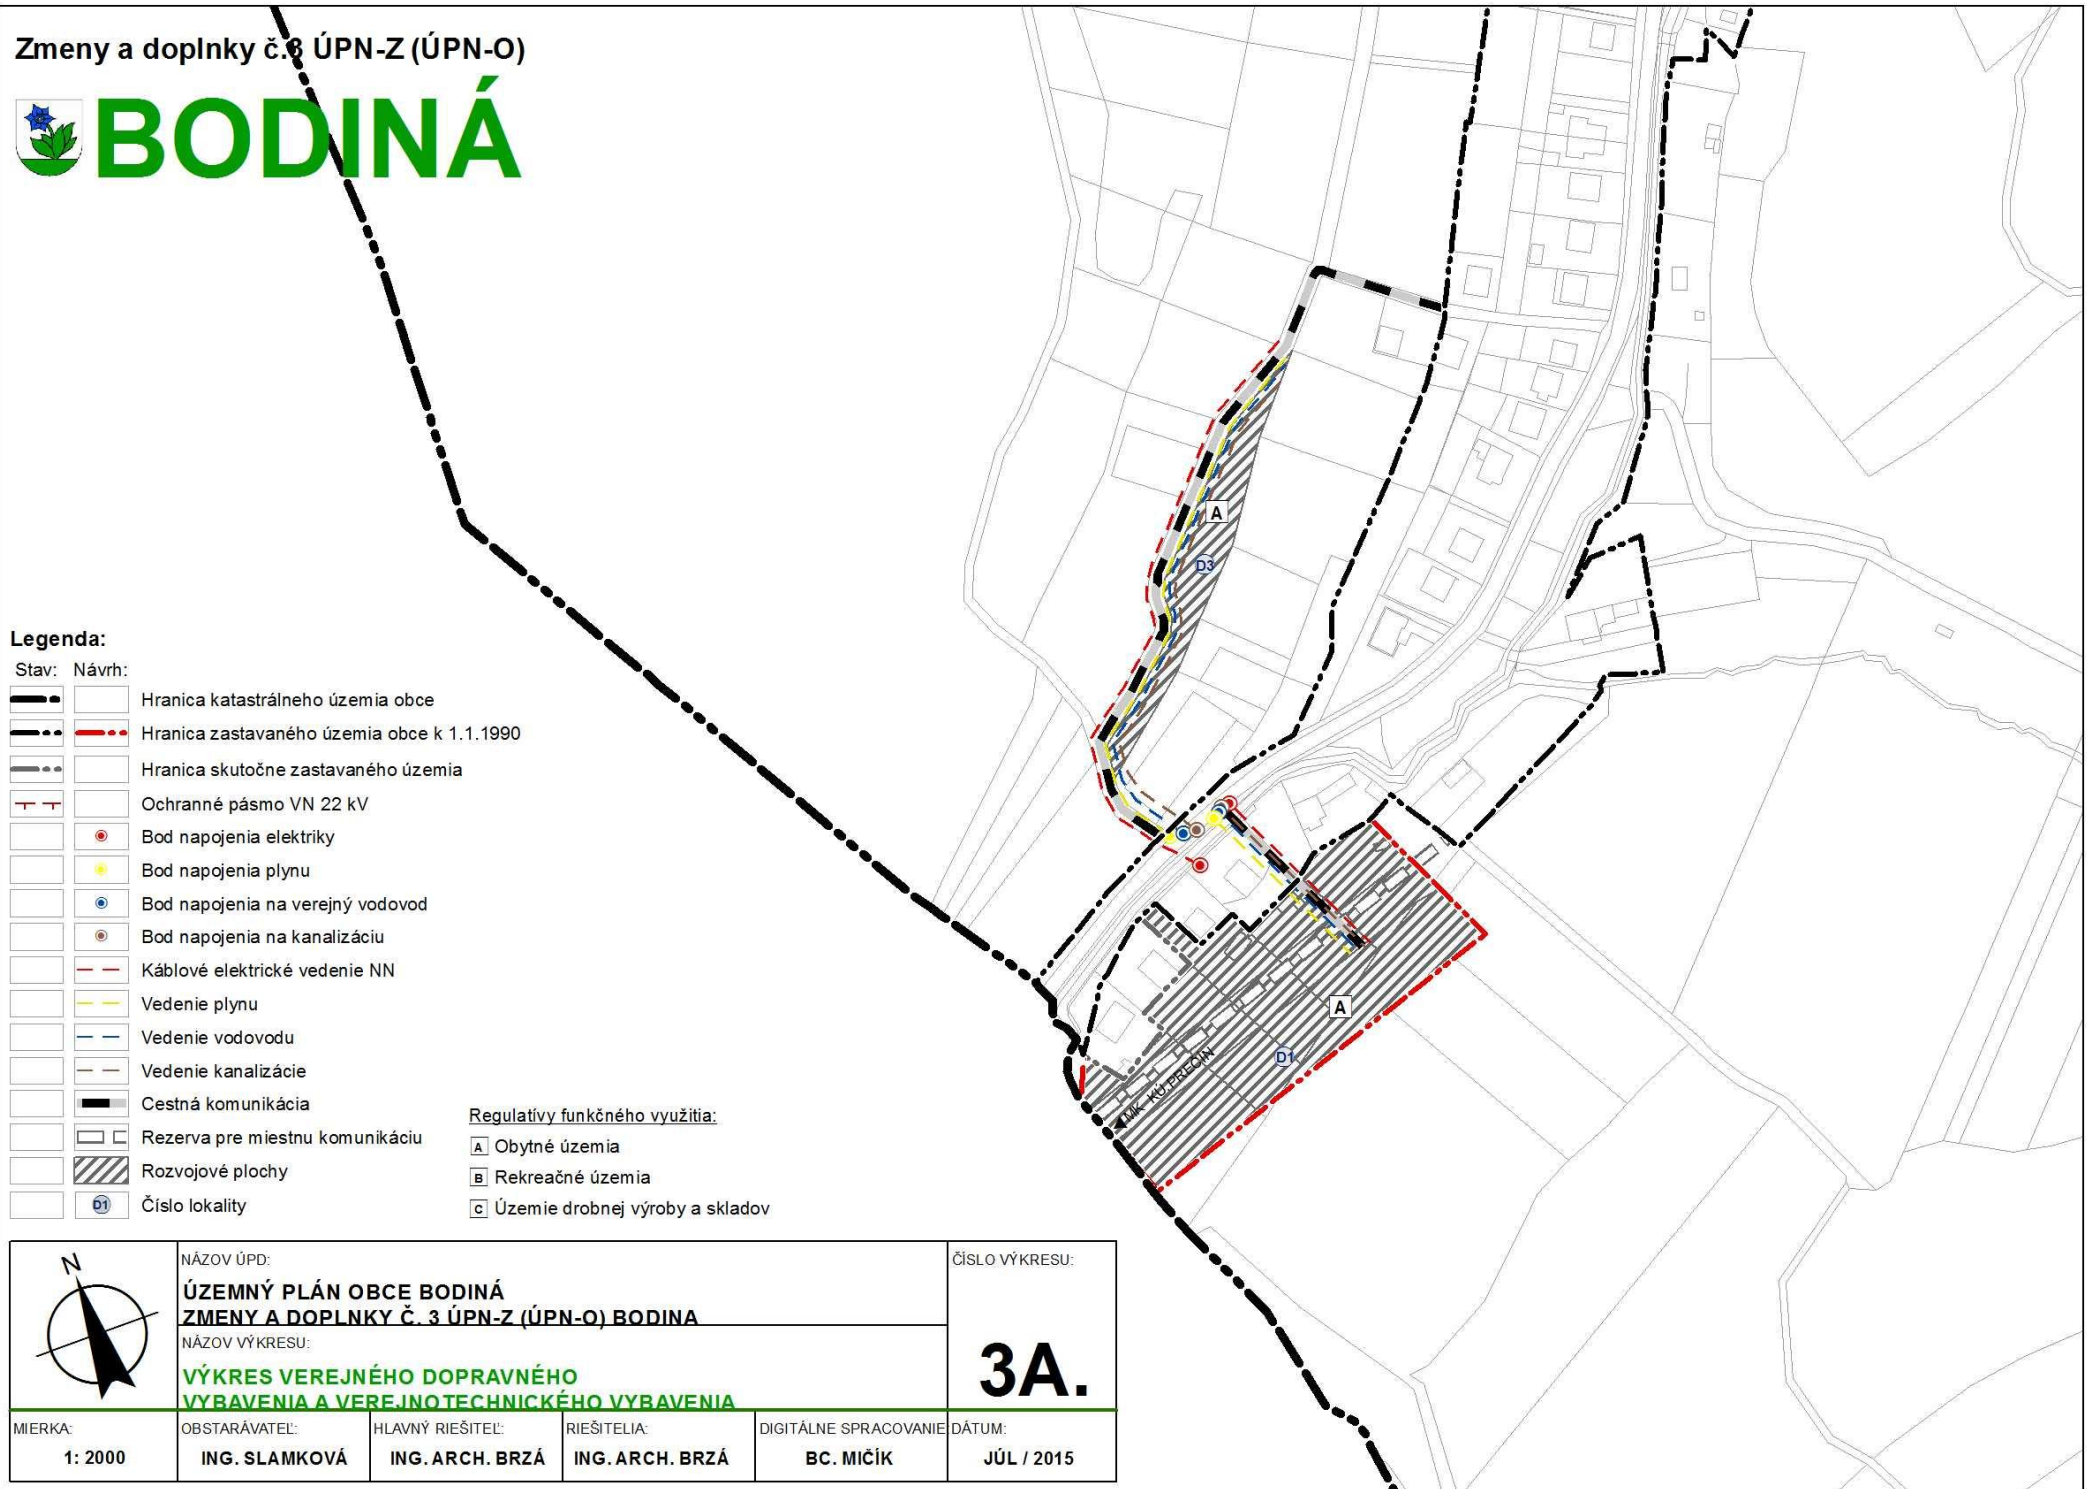 Zmeny a doplnky č.3 ÚPN-Z (ÚPN-O)
BODINÁ
A
D3
A
D1
MK KÚ.PREČÍN
Legenda:
Stav: Návrh:
Hranica katastrálneho územia obce
Hranica zastavaného územia obce k 1.1.1990
Hranica skutočne zastavaného územia
Ochranné pásmo VN 22 kV
Bod napojenia elektriky
Bod napojenia plynu
Bod napojenia na verejný vodovod
Bod napojenia na kanalizáciu
Káblové elektrické vedenie NN
Vedenie plynu
Vedenie vodovodu
Vedenie kanalizácie
Cestná komunikácia
Rezerva pre miestnu komunikáciu
Rozvojové plochy
D1 Číslo lokality
Regulatívy funkčného využitia:
A Obytné územia
B Rekreačné územia
C Územie drobnej výroby a skladov
N
NÁZOV ÚPD:
ÚZEMNÝ PLÁN OBCE BODINÁ
ZMENY A DOPLNKY Č. 3 ÚPN-Z (ÚPN-O) BODINA
NÁZOV VÝKRESU:
VÝKRES VEREJNÉHO DOPRAVNÉHO
VYBAVENIA A VEREJNOTECHNICKÉHO VYBAVENIA
ČÍSLO VÝKRESU:
3A.
MIERKA:
1: 2000
OBSTARÁVATEĽ:
ING. SLAMKOVÁ
HLAVNÝ RIEŠITEĽ:
ING. ARCH. BRZÁ
RIEŠITELIA:
ING. ARCH. BRZÁ
DIGITÁLNE SPRACOVANIE:
BC. MIČÍK
DÁTUM:
JÚL / 2015